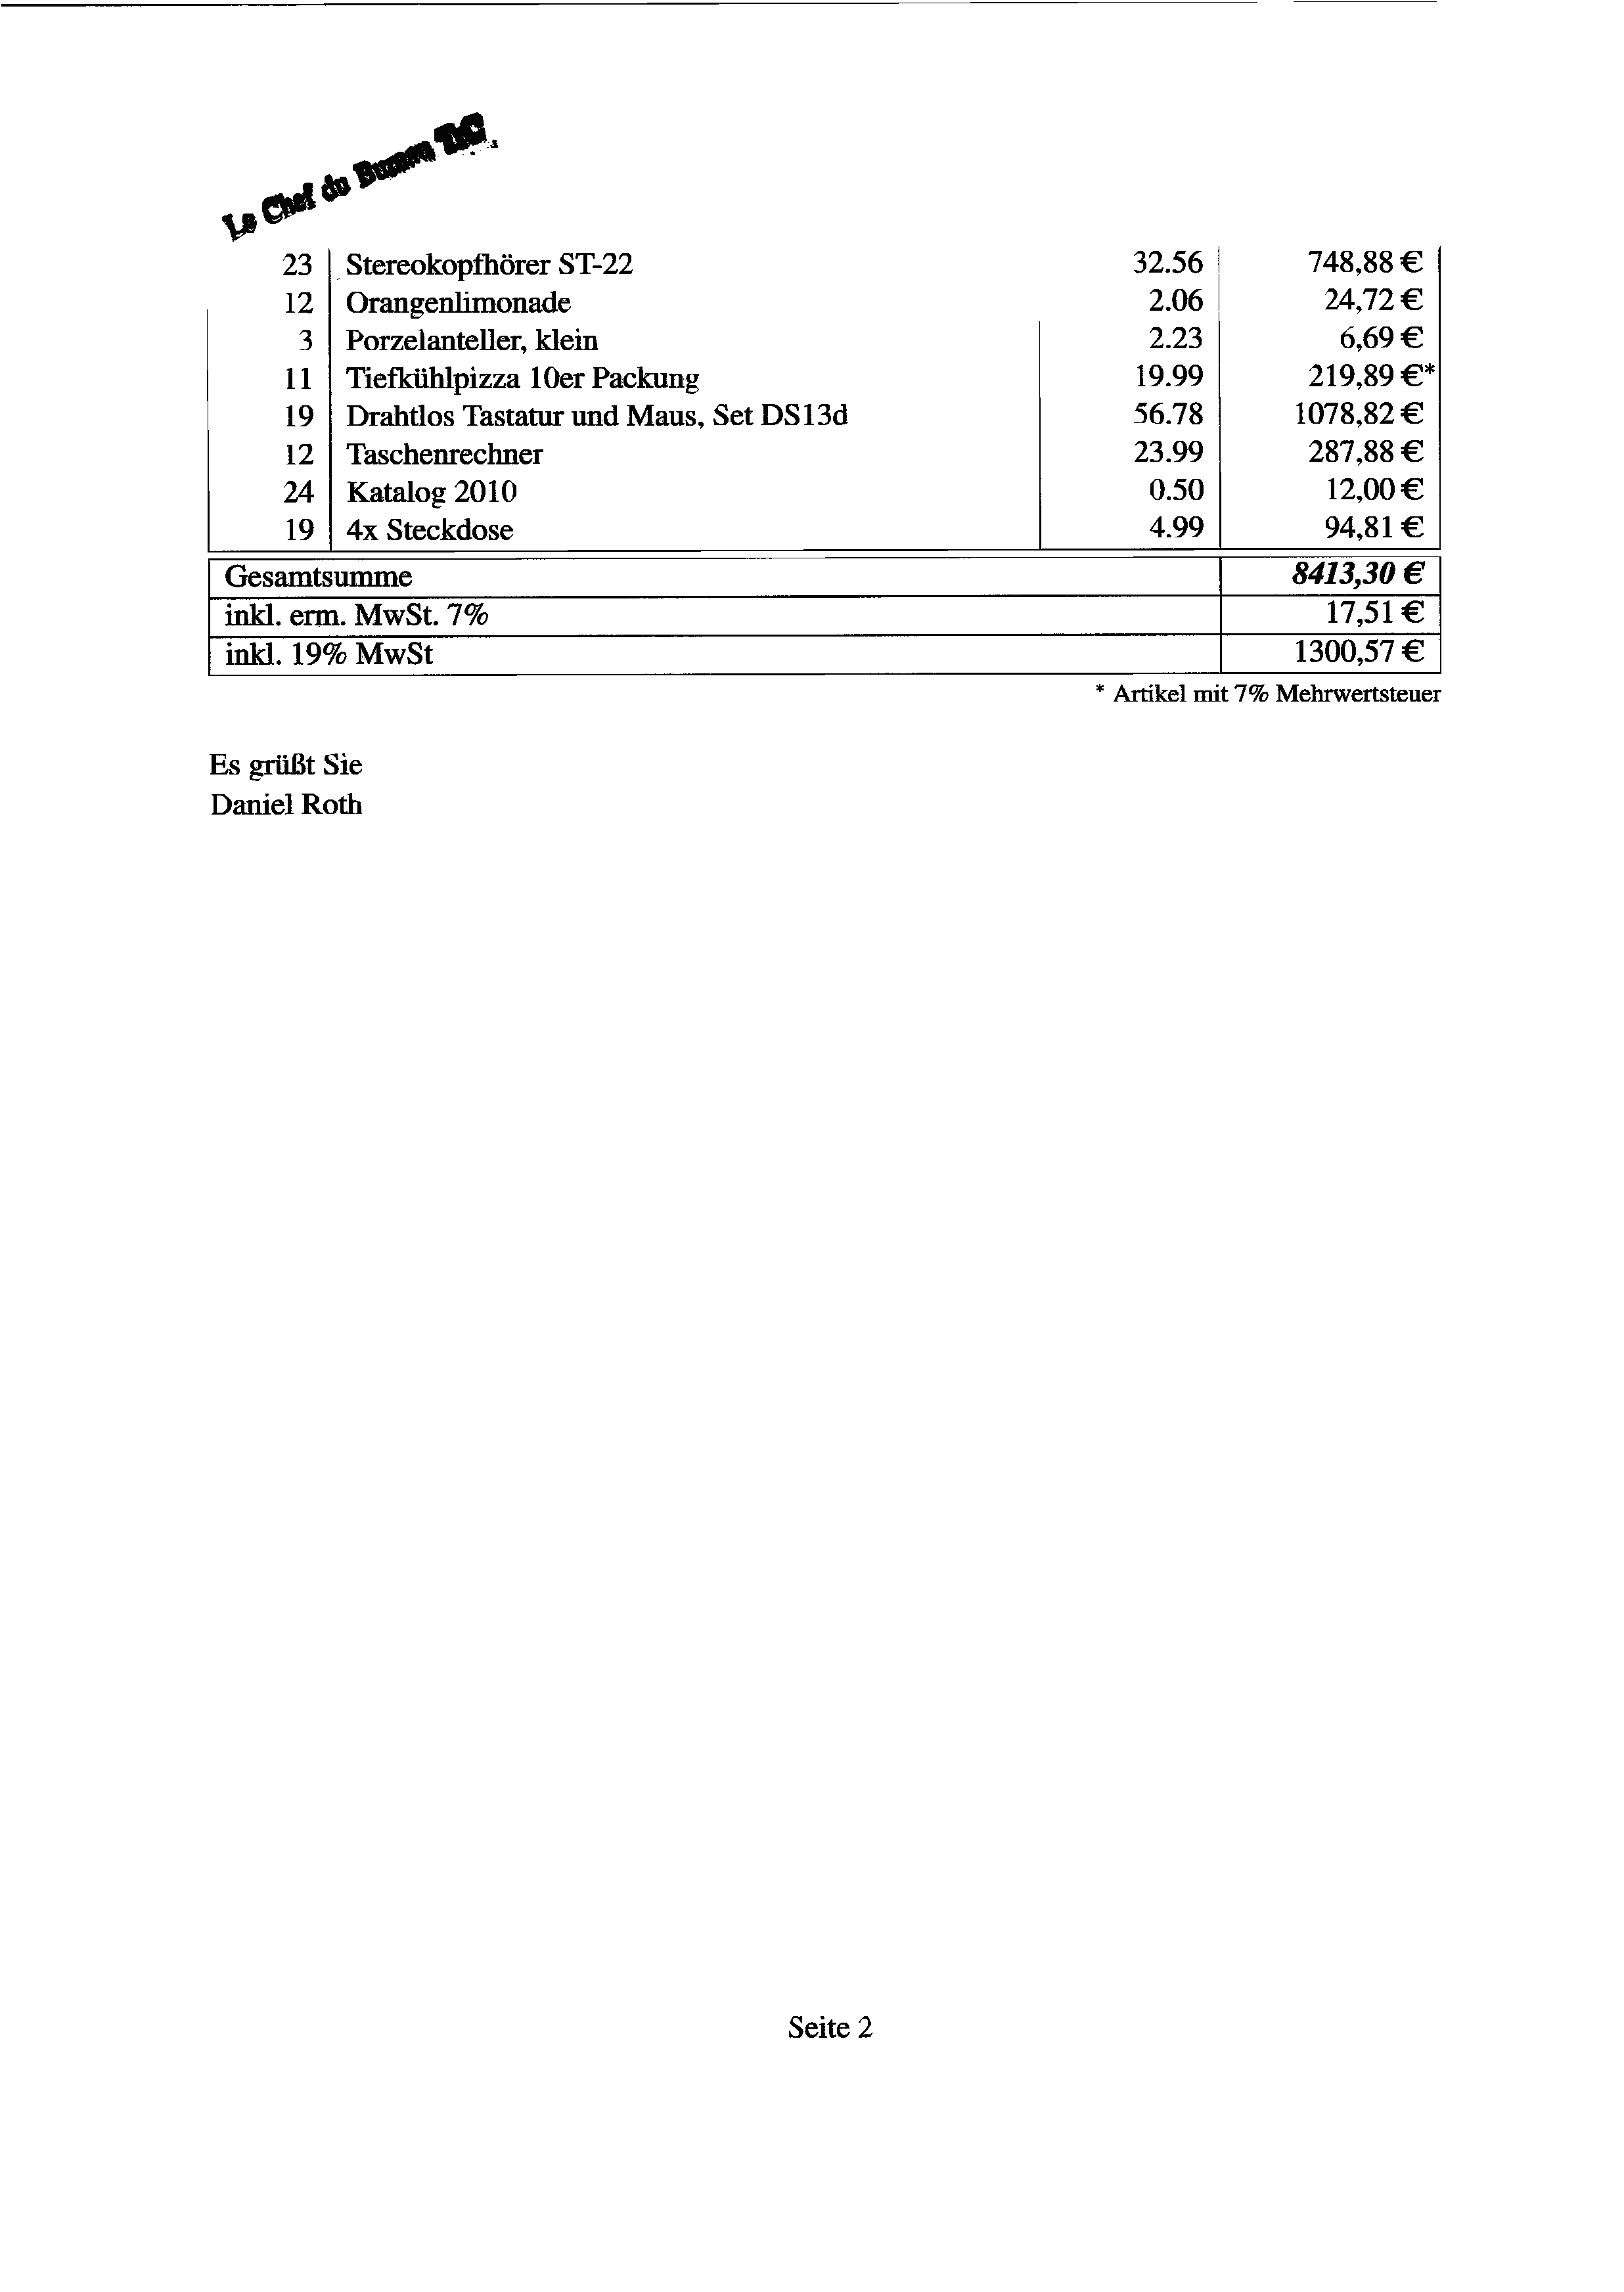 Le Chef du Bureau TIC
23 Stereokopfhörer ST-22 32.56 748,88 €
12 Orangenlimonade 2.06 24,72 €
3 Porzelanteller, klein 2.23 6,69 €
11 Tiefkühlpizza 10er Packung 19.99 219,89 €*
19 Drahtlos Tastatur und Maus, Set DS13d 56.78 1078,82 €
12 Taschenrechner 23.99 287,88 €
24 Katalog 2010 0.50 12,00 €
19 4x Steckdose 4.99 94,81 €
Gesamtsumme 8413,30 €
inkl. erm. MwSt. 7% 17,51 €
inkl. 19% MwSt 1300,57 €
* Artikel mit 7% Mehrwertsteuer
Es grüßt Sie
Daniel Roth
Seite 2